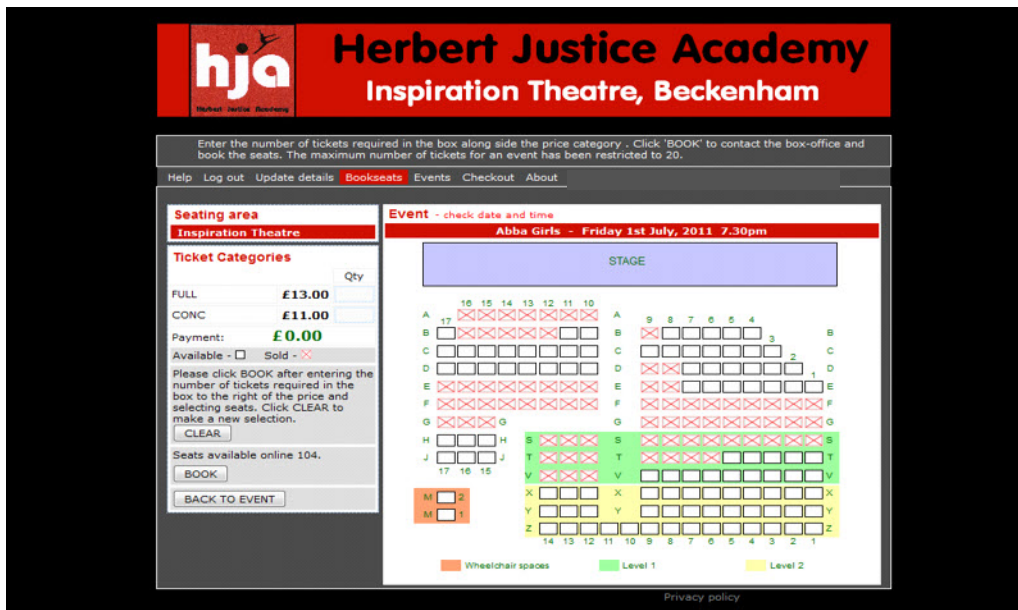 hja
Herbert Justice Academy
Herbert Justice Academy
Inspiration Theatre, Beckenham
Enter the number of tickets required in the box along side the price category . Click 'BOOK' to contact the box-office and
book the seats. The maximum number of tickets for an event has been restricted to 20.
Help Log out Update details Bookseats Events Checkout About
Seating area
Inspiration Theatre
Ticket Categories
Qty
FULL £13.00
CONC £11.00
Payment: £0.00
Available - Sold -
Please click BOOK after entering the
number of tickets required in the
box to the right of the price and
selecting seats. Click CLEAR to
make a new selection.
CLEAR
Seats available online 104.
BOOK
BACK TO EVENT
Event - check date and time
Abba Girls - Friday 1st July, 2011 7.30pm
STAGE
16 15 14 13 12 11 10
A A
17 9 8 7 6 5 4
B B B
3
C C C
2
D D D
1
E E E
F F F
G G G G
H H S S S
J J T T T
17 16 15 V V V
M 2 X X X
M 1 Y Y Y
Z Z
14 13 12 11 10 9 8 7 6 5 4 3 2 1
Wheelchair spaces Level 1 Level 2
Privacy policy